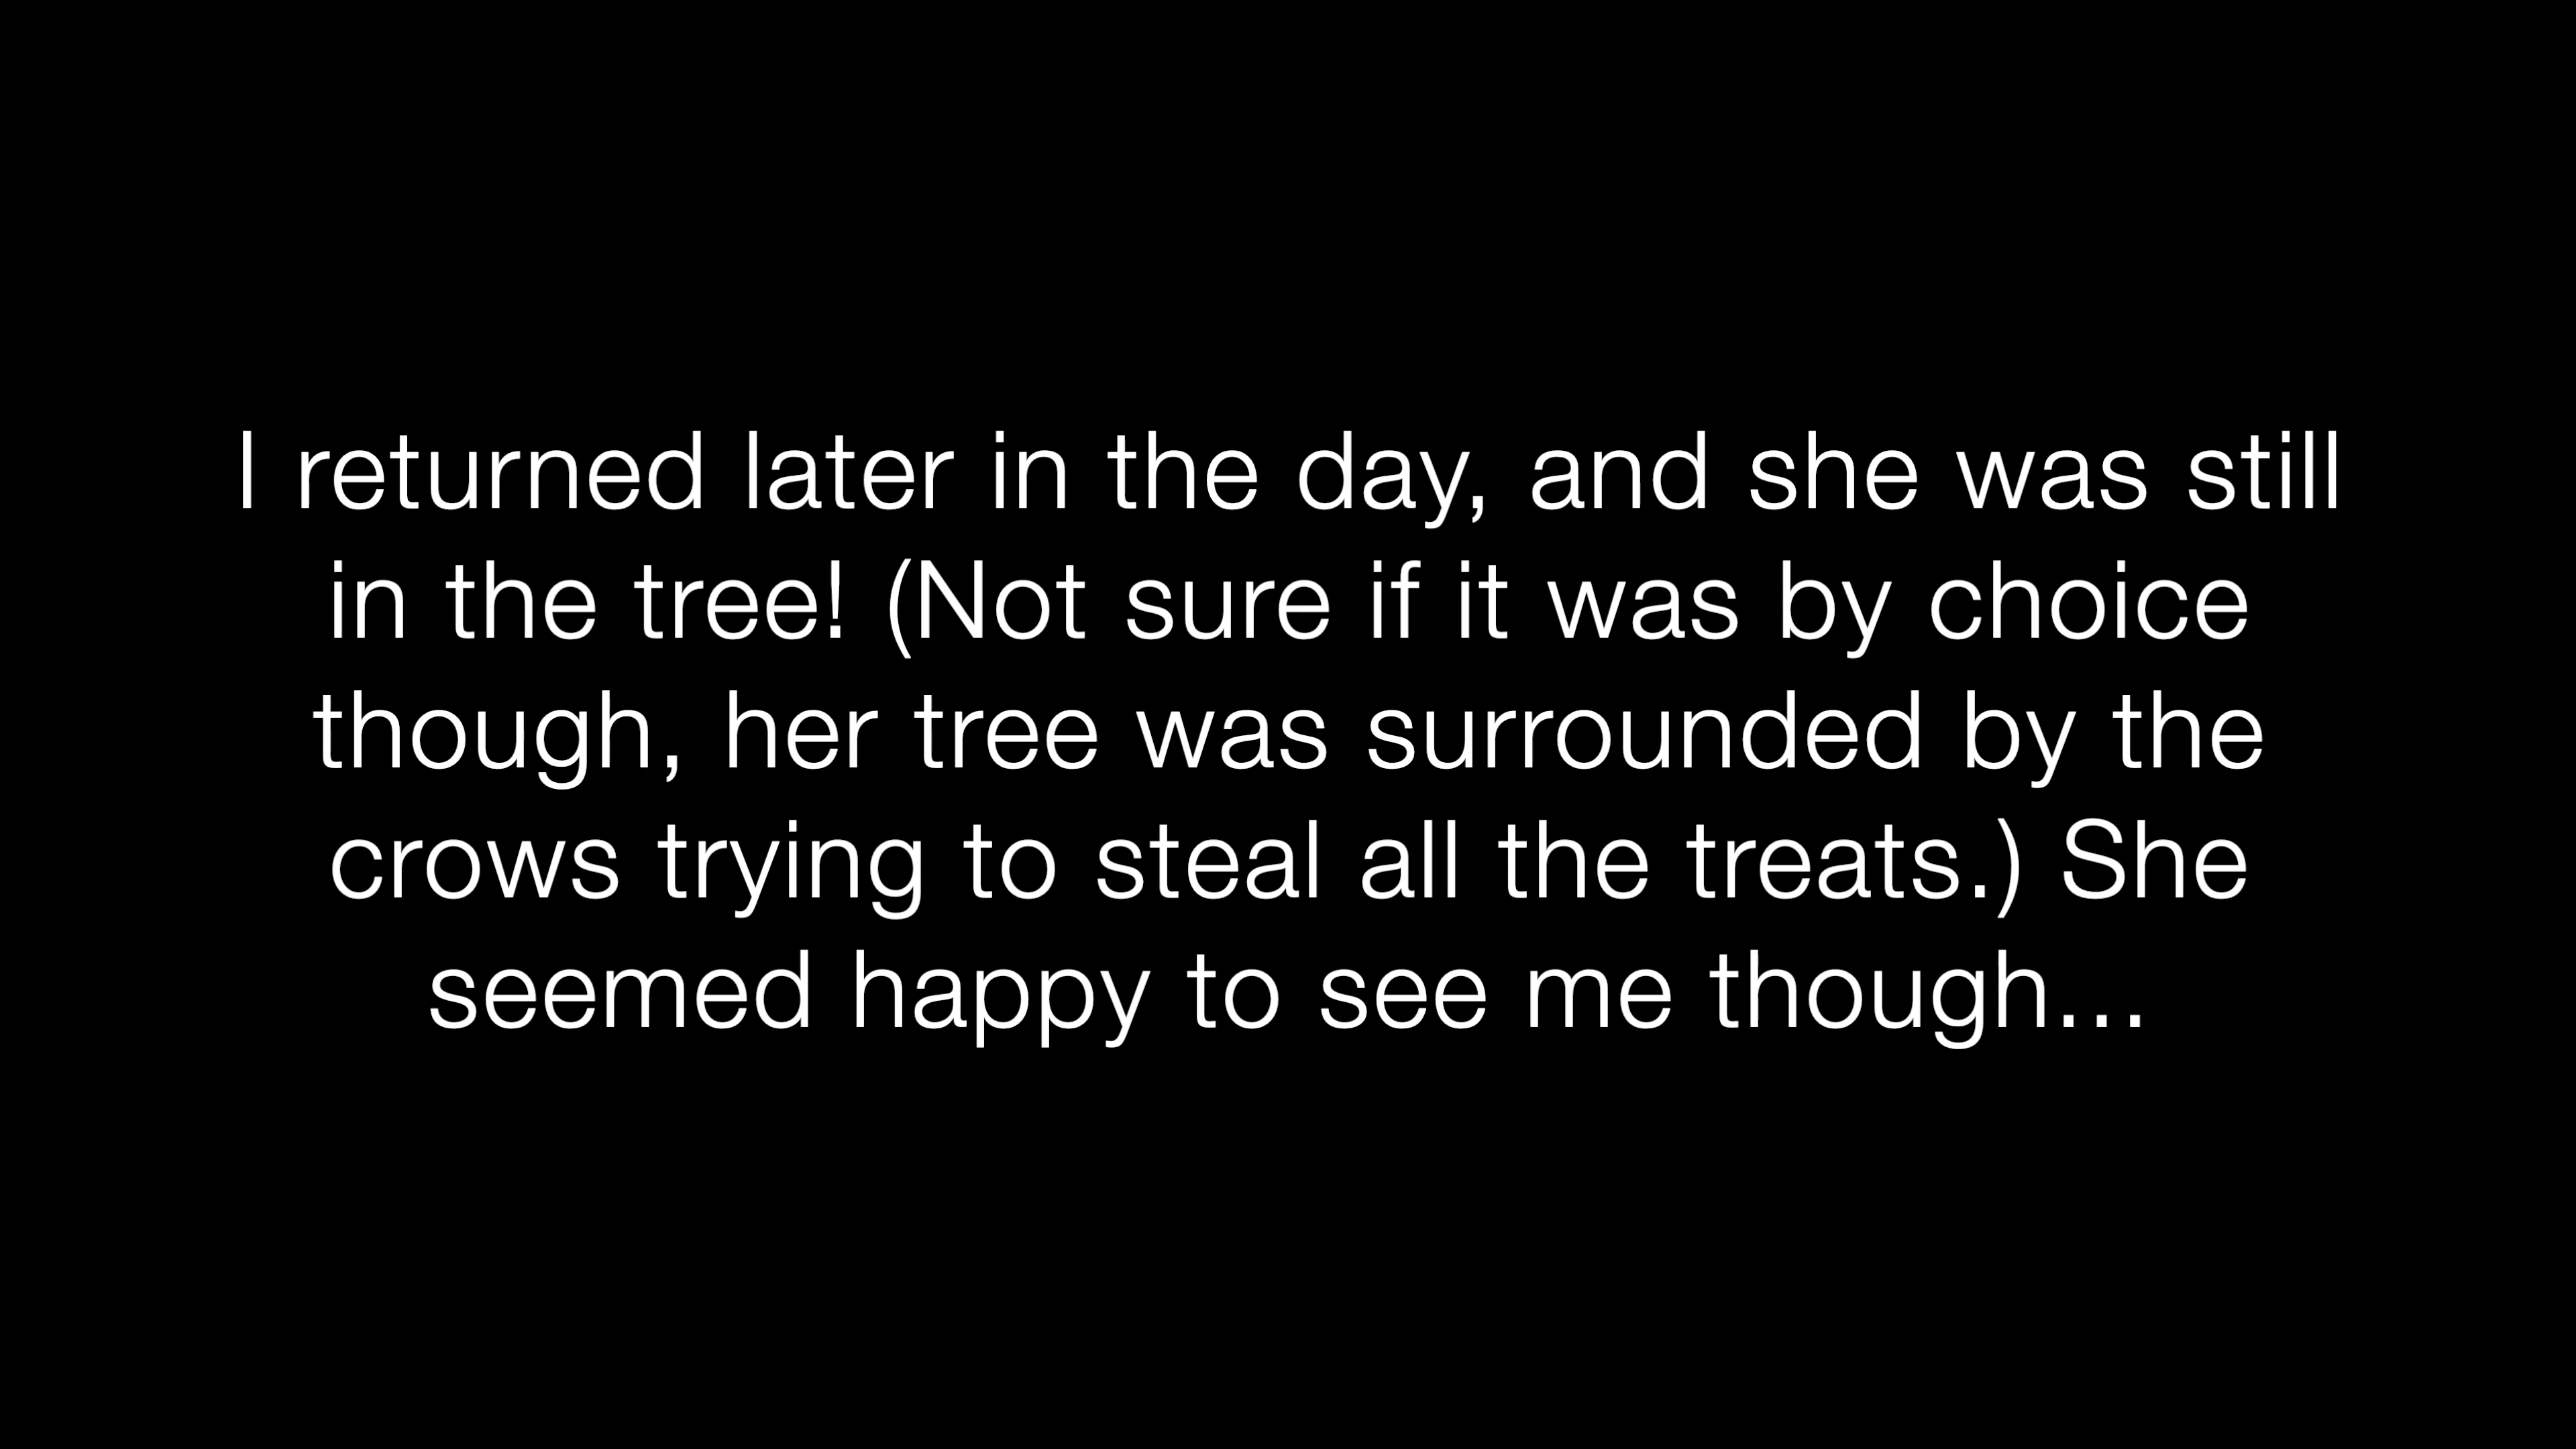 I returned later in the day, and she was still
in the tree! (Not sure if it was by choice
though, her tree was surrounded by the
crows trying to steal all the treats.) She
seemed happy to see me though...